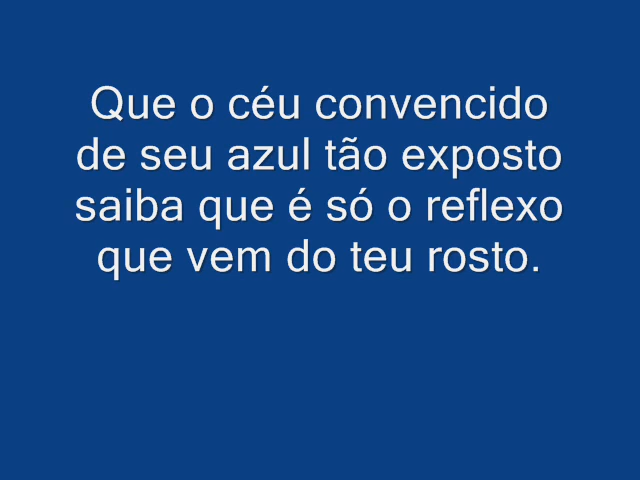 Que o céu convencido
de seu azul tão exposto
saiba que é só o reflexo
que vem do teu rosto.